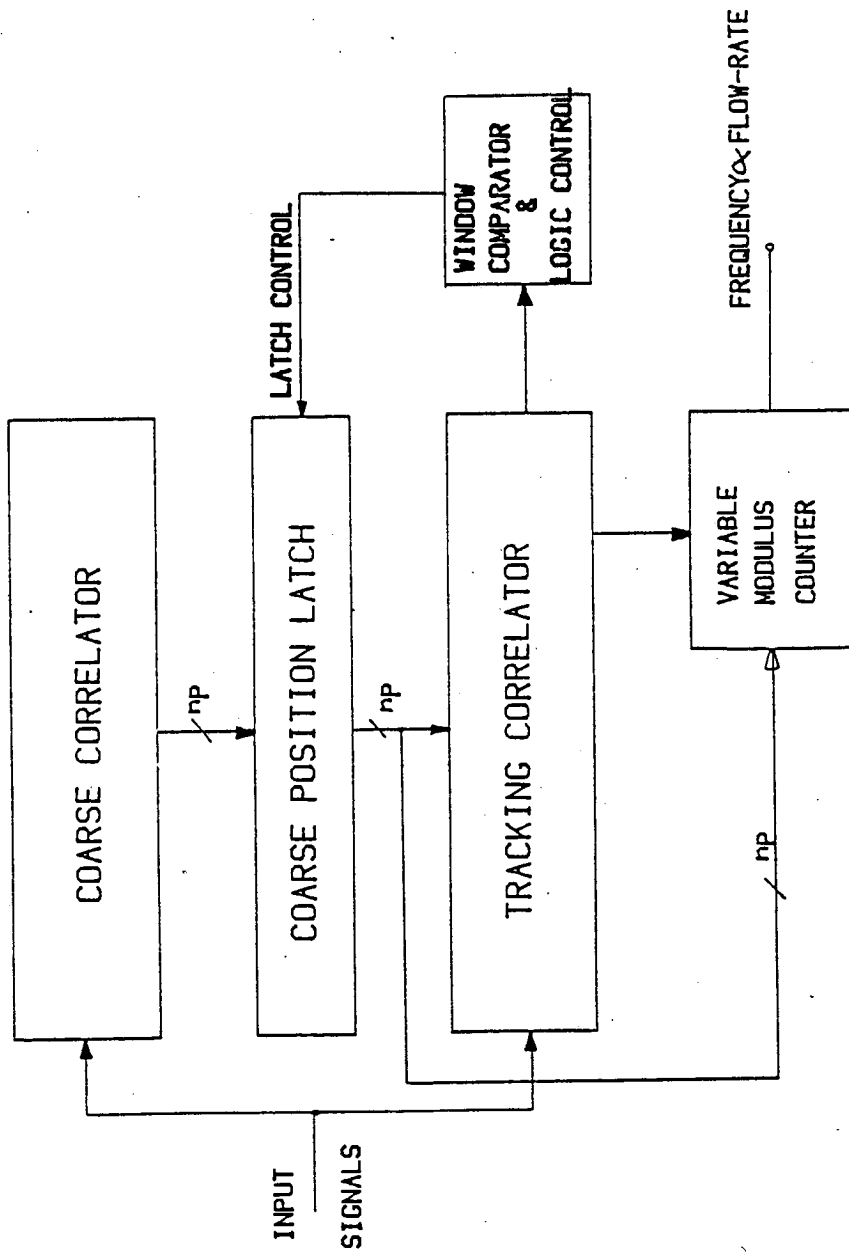 COARSE CORRELATOR
np
COARSE POSITION LATCH
LATCH CONTROL
np
INPUT
SIGNALS
TRACKING CORRELATOR
WINDOW
COMPARATOR
&
LOGIC CONTROL
np
VARIABLE
MODULUS
COUNTER
FREQUENCY∝FLOW-RATE